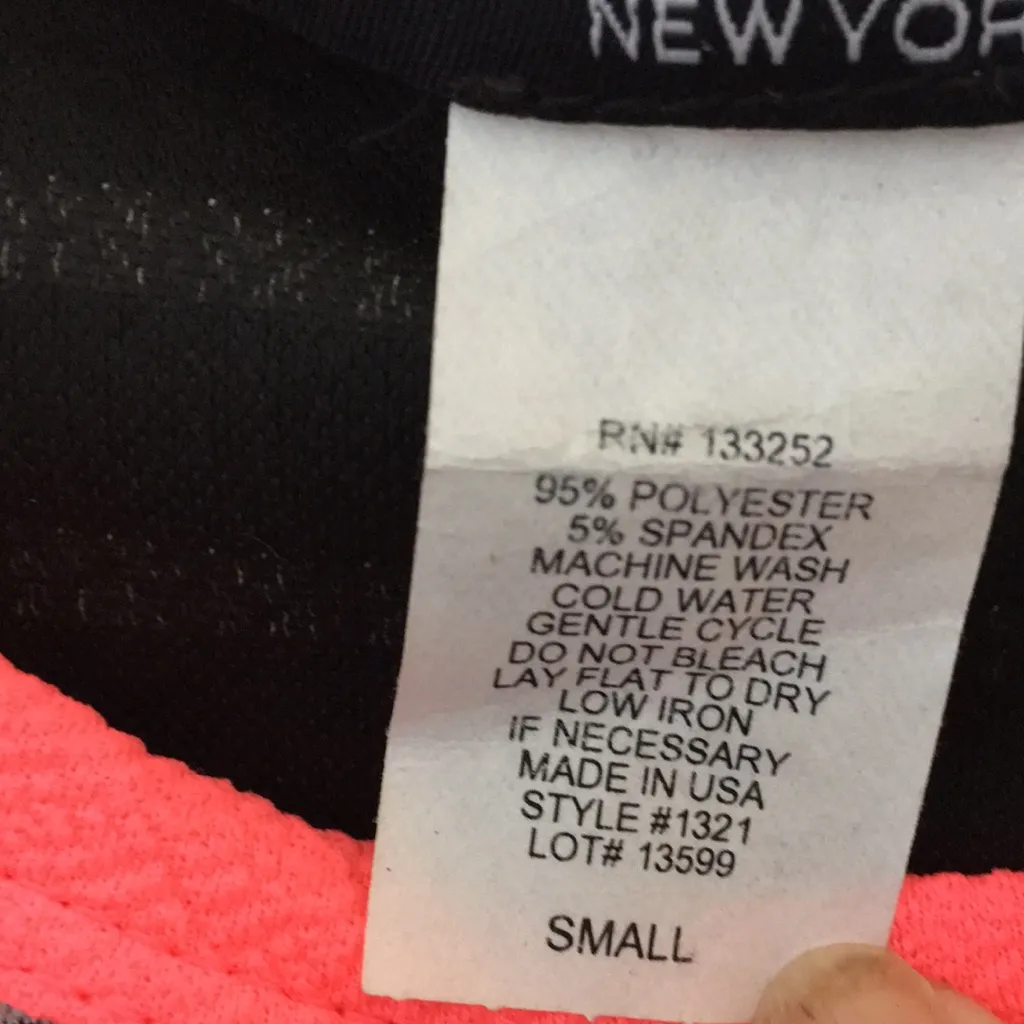 NEW YOR
RN# 133252
95% POLYESTER
5% SPANDEX
MACHINE WASH
COLD WATER
GENTLE CYCLE
DO NOT BLEACH
LAY FLAT TO DRY
LOW IRON
IF NECESSARY
MADE IN USA
STYLE #1321
LOT# 13599
SMALL